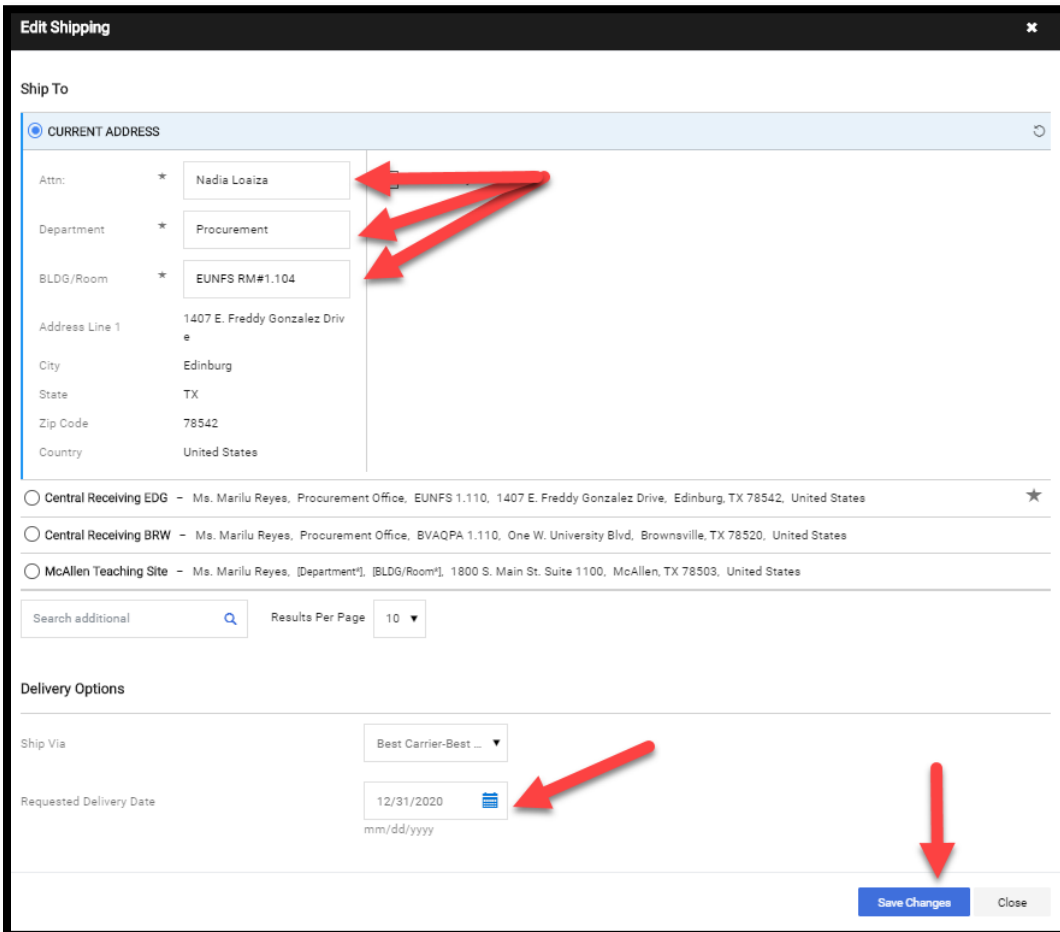 Edit Shipping
Ship To
CURRENT ADDRESS
Attn: ★ Nadia Loaiza
Department ★ Procurement
BLDG/Room ★ EUNFS RM#1.104
Address Line 1 1407 E. Freddy Gonzalez Driv
e
City Edinburg
State TX
Zip Code 78542
Country United States
Central Receiving EDG – Ms. Marilu Reyes, Procurement Office, EUNFS 1.110, 1407 E. Freddy Gonzalez Drive, Edinburg, TX 78542, United States
Central Receiving BRW – Ms. Marilu Reyes, Procurement Office, BVAQPA 1.110, One W. University Blvd, Brownsville, TX 78520, United States
McAllen Teaching Site – Ms. Marilu Reyes, [Department*], [BLDG/Room*], 1800 S. Main St. Suite 1100, McAllen, TX 78503, United States
Search additional Results Per Page 10
Delivery Options
Ship Via Best Carrier-Best ...
Requested Delivery Date 12/31/2020
mm/dd/yyyy
Save Changes Close